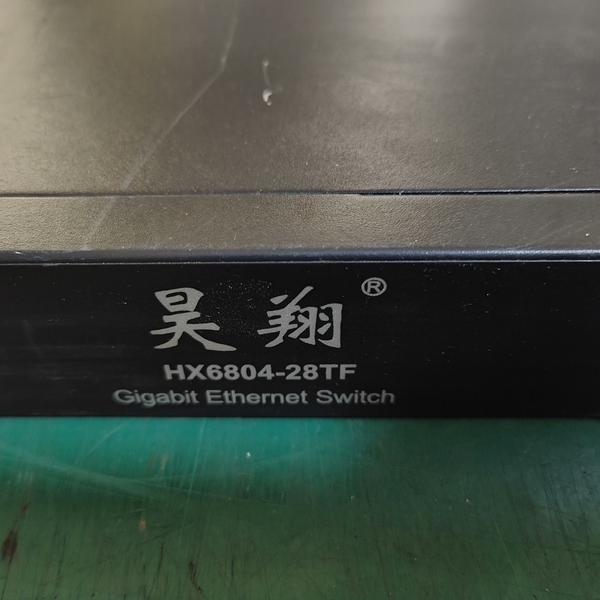 昊翔®
HX6804-28TF
Gigabit Ethernet Switch